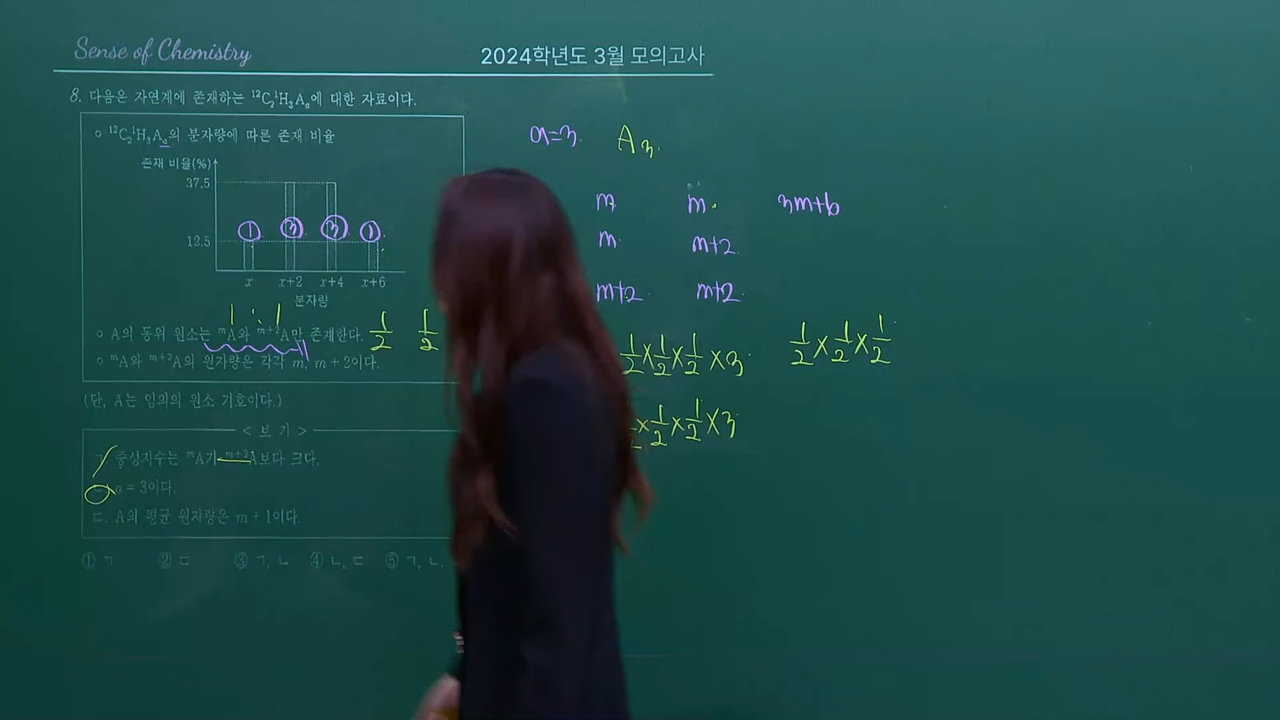 Sense of Chemistry
2024학년도 3월 모의고사
8. 다음은 자연계에 존재하는 ¹²C₂¹H₃Aₐ에 대한 자료이다.
○ ¹²C₂¹H₃Aₐ의 분자량에 따른 존재 비율
존재 비율(%)
37.5
12.5
① ③ ③ ①
x x+2 x+4 x+6
분자량
1 : 1
○ A의 동위 원소는 ᵐA와 ᵐ⁺²A만 존재한다.
○ ᵐA와 ᵐ⁺²A의 원자량은 각각 m, m+2이다.
(단, A는 임의의 원소 기호이다.)
< 보 기 >
중성자수는 ᵐA가 ᵐ⁺²A보다 크다.
a = 3이다.
ㄷ. A의 평균 원자량은 m+1이다.
① ㄱ ② ㄷ ③ ㄱ, ㄴ ④ ㄴ, ㄷ ⑤ ㄱ, ㄴ,
1/2 1/2
a=3. A₃.
m m 3m+6
m m+2
m+2 m+2
1/2×1/2×1/2×3 1/2×1/2×1/2
×1/2×1/2×3